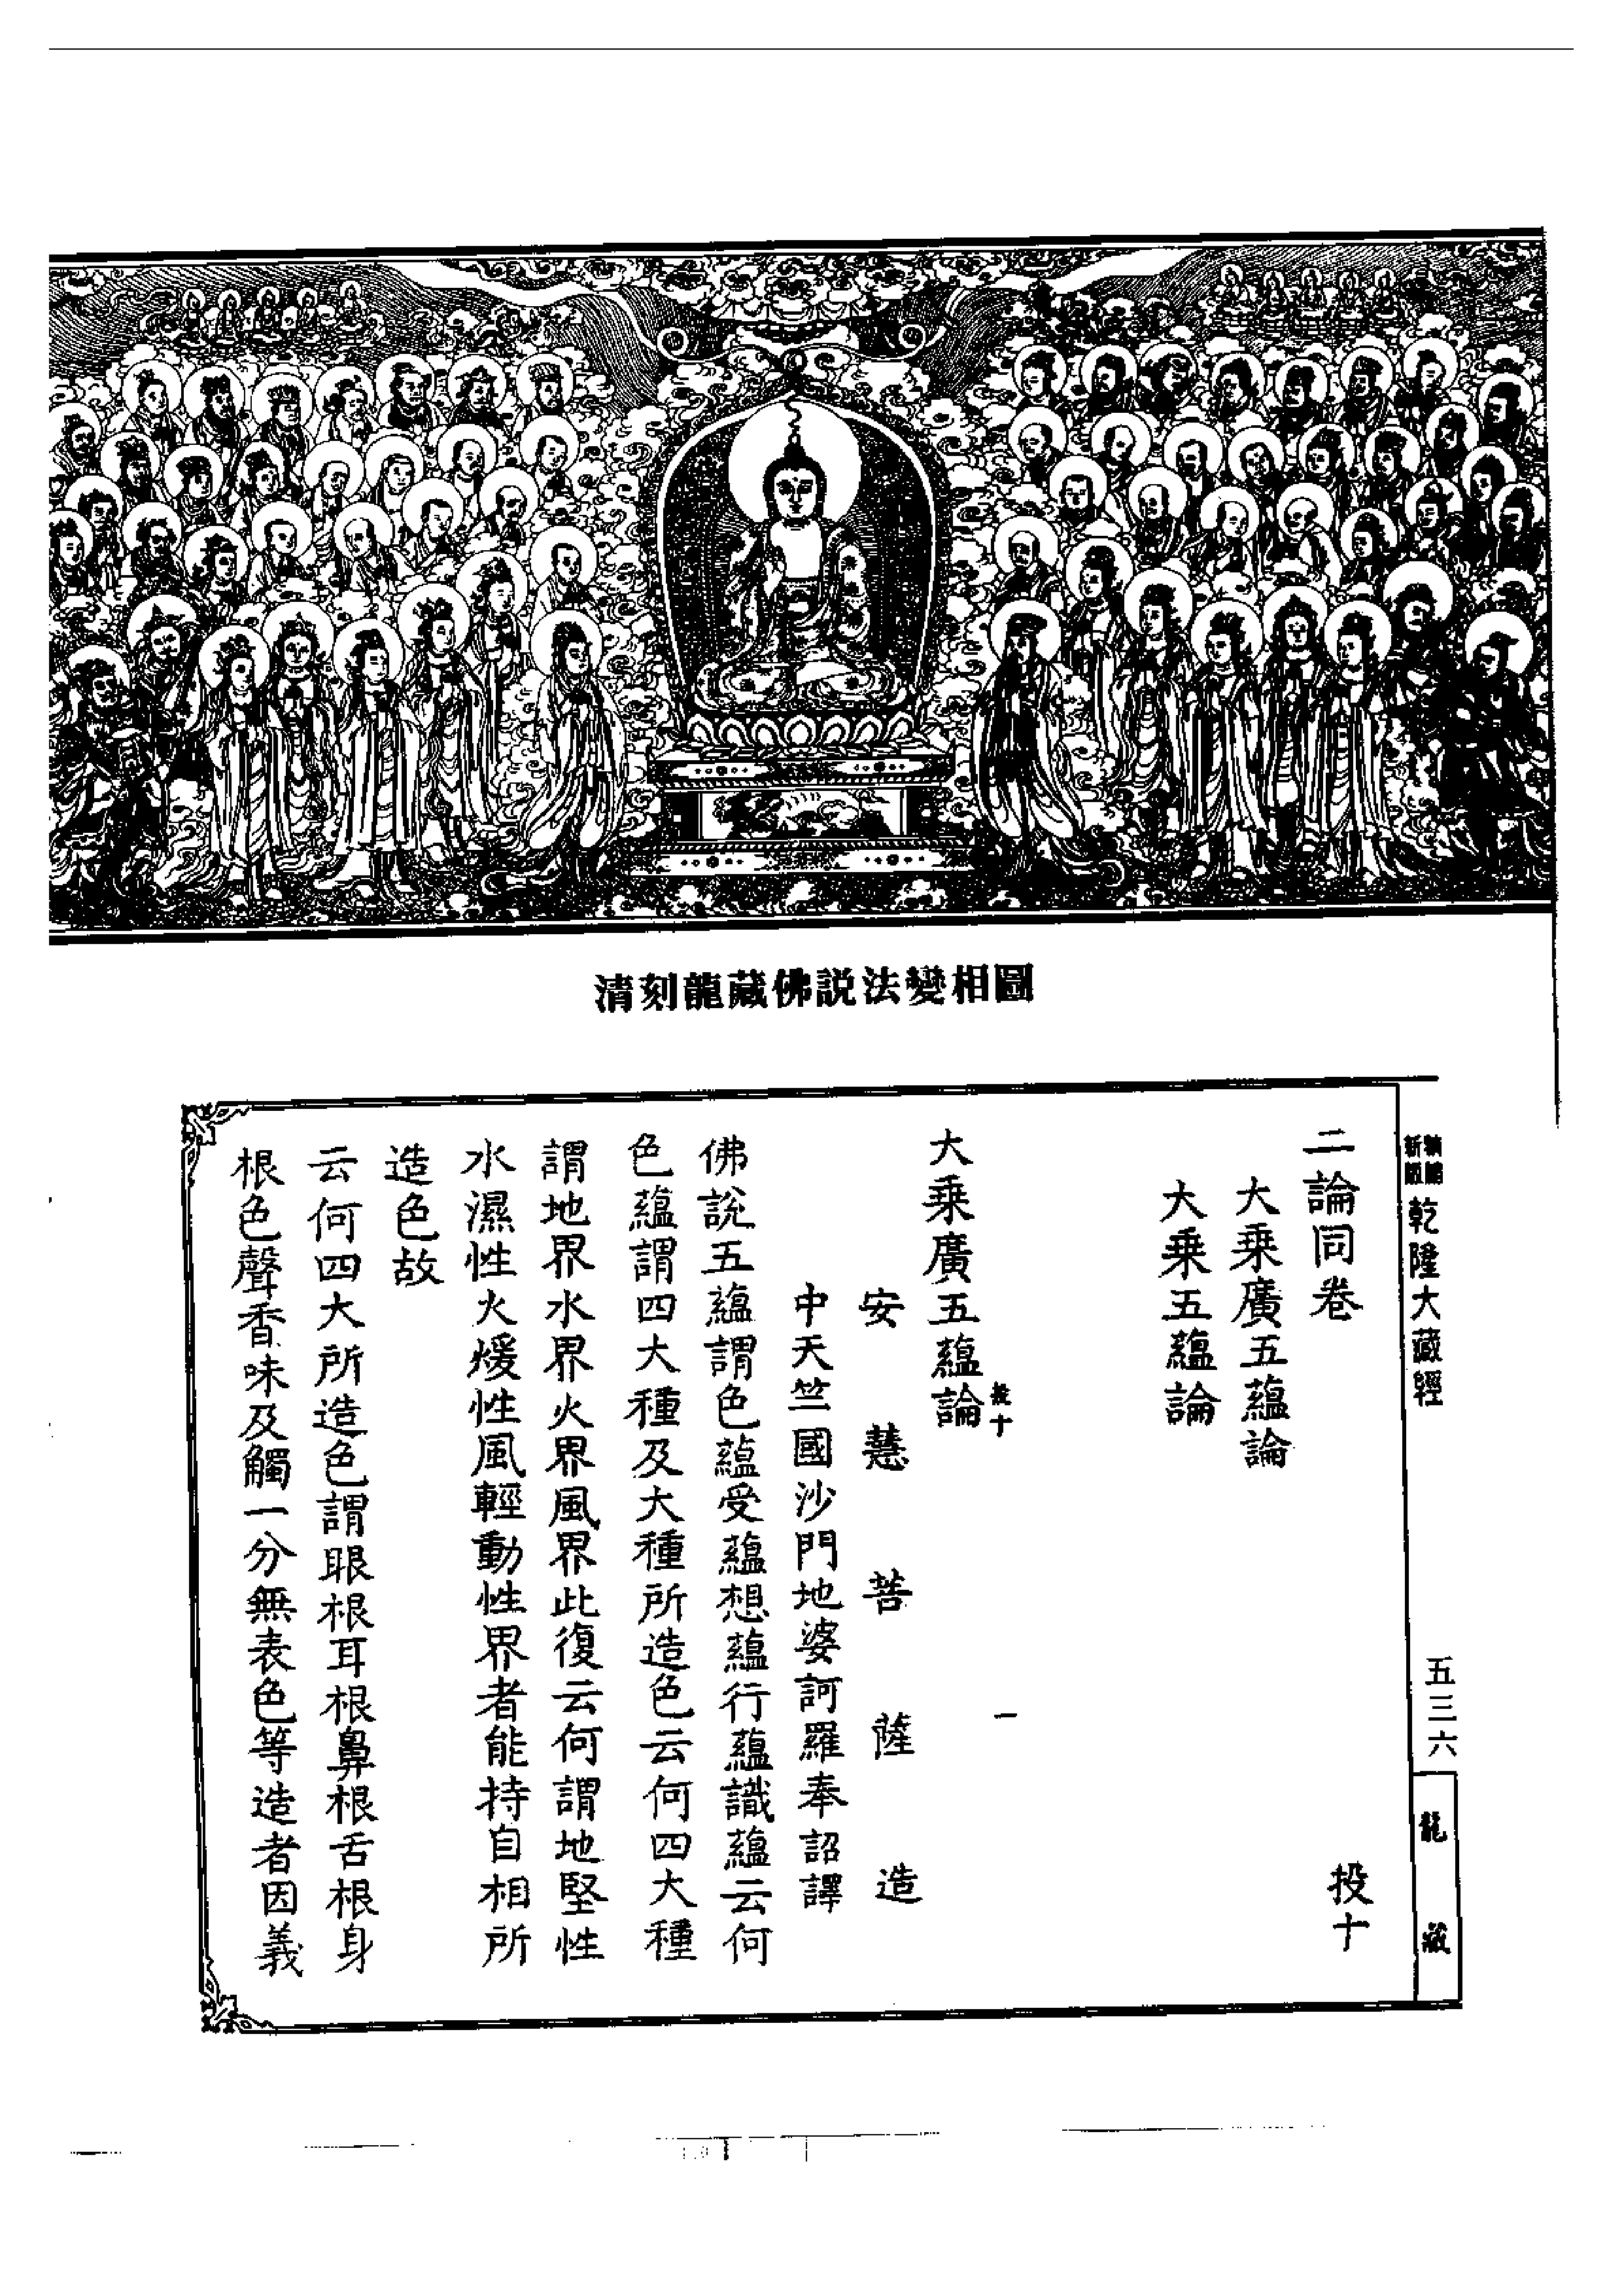 清刻龍藏佛説法變相圖
新版
乾隆大藏經
五三六
龍藏
二論同卷 投十
大乗廣五蘊論
大乗五蘊論
投十 一
大乗廣五蘊論
安慧菩薩造
中天竺國沙門地婆訶羅奉詔譯
佛說五蘊謂色蘊受蘊想蘊行蘊識蘊云何
色蘊謂四大種及大種所造色云何四大種
謂地界水界火界風界此復云何謂地堅性
水濕性火煖性風輕動性界者能持自相所
造色故
云何四大所造色謂眼根耳根鼻根舌根身
根色聲香味及觸一分無表色等造者因義